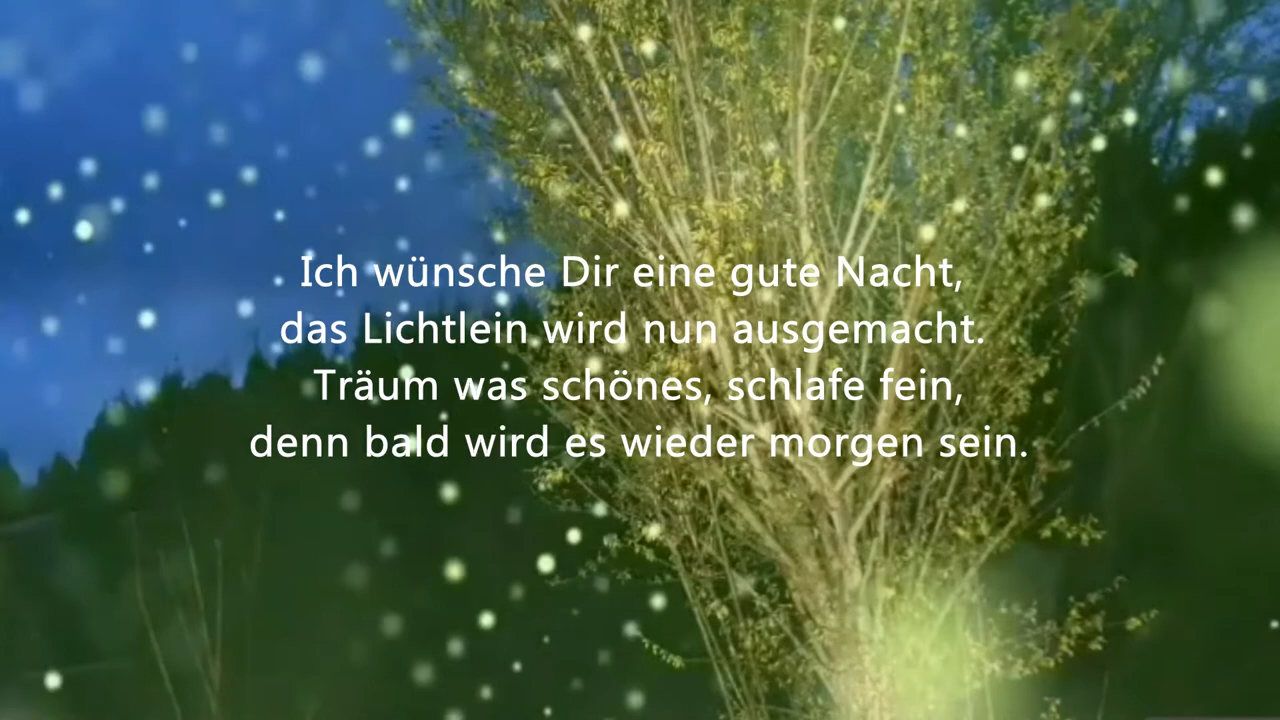 Ich wünsche Dir eine gute Nacht,
das Lichtlein wird nun ausgemacht.
Träum was schönes, schlafe fein,
denn bald wird es wieder morgen sein.